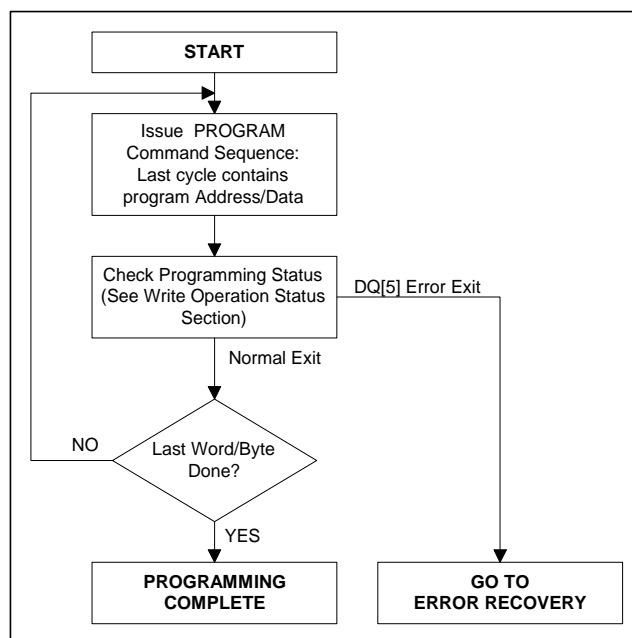 START
Issue PROGRAM
Command Sequence:
Last cycle contains
program Address/Data
Check Programming Status
(See Write Operation Status
Section)
DQ[5] Error Exit
Normal Exit
NO
Last Word/Byte
Done?
YES
PROGRAMMING
COMPLETE
GO TO
ERROR RECOVERY